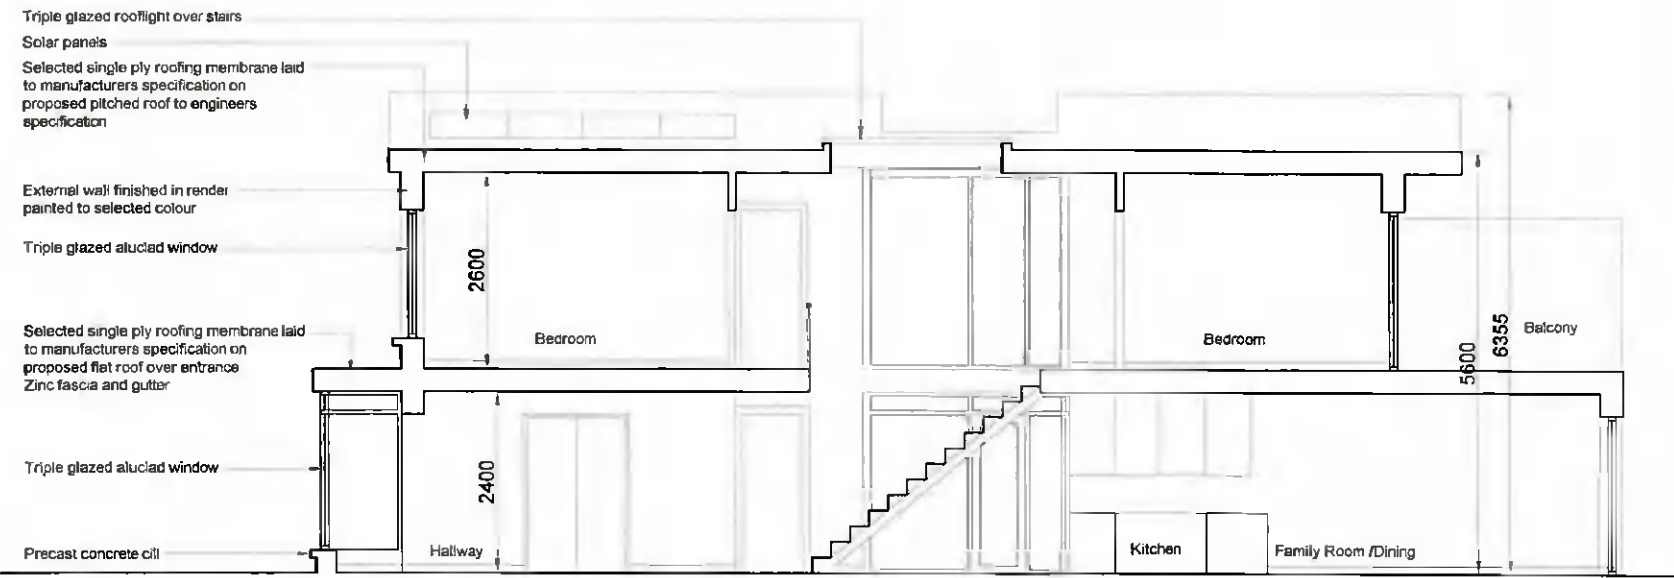 Triple glazed rooflight over stairs
Solar panels
Selected single ply roofing membrane laid
to manufacturers specification on
proposed pitched roof to engineers
specification
External wall finished in render
painted to selected colour
Triple glazed aluclad window
Selected single ply roofing membrane laid
to manufacturers specification on
proposed flat roof over entrance
Zinc fascia and gutter
Triple glazed aluclad window
Precast concrete cill
2600
Bedroom
Bedroom
5600
6355
Balcony
2400
Hallway
Kitchen
Family Room /Dining